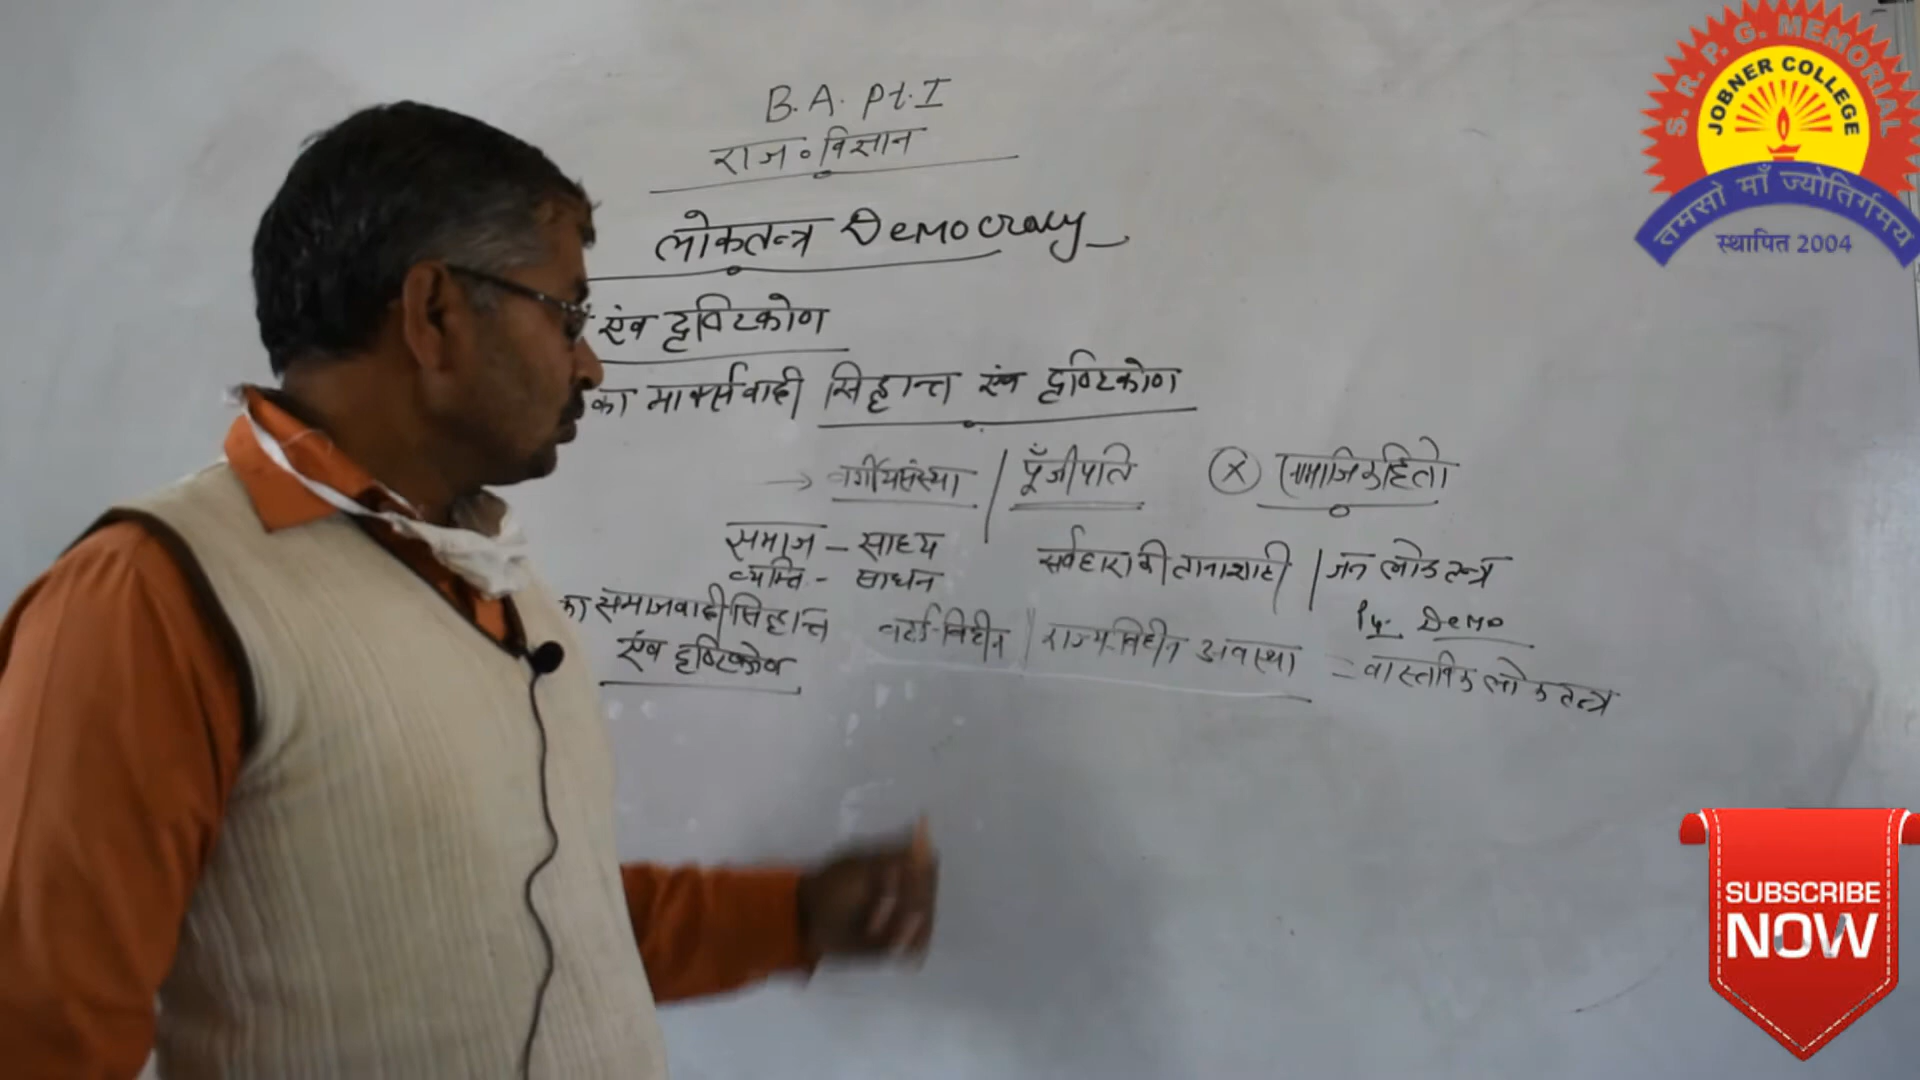 B.A. Pt. I
राज॰ विज्ञान
लोकतन्त्र Democracy
एंव दृष्टिकोण
का मार्क्सवादी सिद्धान्त एंव दृष्टिकोण
→ वर्गीय संस्था / पूँजीपति ⓧ सामाजिक हितो
समाज - साध्य
व्यक्ति - साधन
सर्वहारा की तानाशाही / जन लोकतन्त्र
Demo
का समाजवादी सिद्धान्त
एंव दृष्टिकोण
वर्ग-विहीन / राज्य-विहीन अवस्था = वास्तविक लोकतन्त्र
S. R. P. G. MEMORIAL
JOBNER COLLEGE
तमसो माँ ज्योतिर्गमय
स्थापित 2004
SUBSCRIBE
NOW